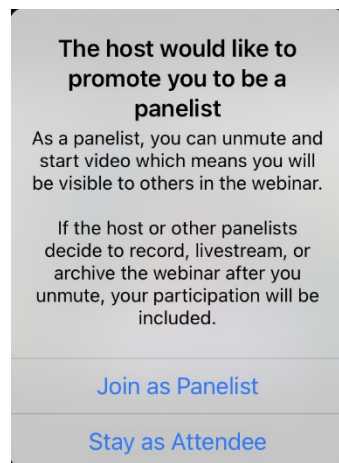 The host would like to
promote you to be a
panelist
As a panelist, you can unmute and
start video which means you will
be visible to others in the webinar.
If the host or other panelists
decide to record, livestream, or
archive the webinar after you
unmute, your participation will be
included.
Join as Panelist
Stay as Attendee